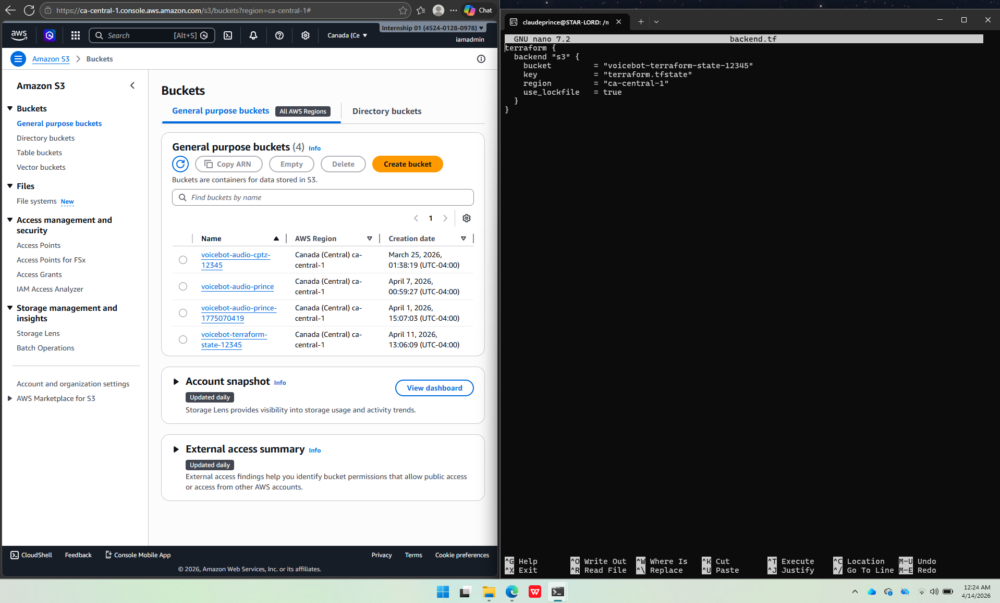 https://ca-central-1.console.aws.amazon.com/s3/buckets?region=ca-central-1#
Chat
aws
Search
[Alt+S]
Canada (Ce
Internship 01 (4524-0128-0978)
iamadmin
Amazon S3
Buckets
Amazon S3
Buckets
General purpose buckets
Directory buckets
Table buckets
Vector buckets
Files
File systems New
Access management and
security
Access Points
Access Points for FSx
Access Grants
IAM Access Analyzer
Storage management and
insights
Storage Lens
Batch Operations
Account and organization settings
AWS Marketplace for S3
Buckets
General purpose buckets All AWS Regions
Directory buckets
General purpose buckets (4) Info
Copy ARN
Empty
Delete
Create bucket
Buckets are containers for data stored in S3.
Find buckets by name
1
Name AWS Region Creation date
voicebot-audio-cptz- Canada (Central) ca- March 25, 2026,
12345 central-1 01:38:19 (UTC-04:00)
voicebot-audio-prince Canada (Central) ca- April 7, 2026,
central-1 00:59:27 (UTC-04:00)
voicebot-audio-prince- Canada (Central) ca- April 1, 2026,
1775070419 central-1 15:07:03 (UTC-04:00)
voicebot-terraform- Canada (Central) ca- April 11, 2026,
state-12345 central-1 13:06:09 (UTC-04:00)
Account snapshot Info
Updated daily
Storage Lens provides visibility into storage usage and activity trends.
View dashboard
External access summary Info
Updated daily
External access findings help you identify bucket permissions that allow public access
or access from other AWS accounts.
CloudShell Feedback Console Mobile App Privacy Terms Cookie preferences
© 2026, Amazon Web Services, Inc. or its affiliates.
claudeprince@STAR-LORD: /n
GNU nano 7.2 backend.tf
terraform {
backend "s3" {
bucket = "voicebot-terraform-state-12345"
key = "terraform.tfstate"
region = "ca-central-1"
use_lockfile = true
}
}
^G Help ^O Write Out ^W Where Is ^K Cut ^T Execute ^C Location M-U Undo
^X Exit ^R Read File ^\ Replace ^U Paste ^J Justify ^/ Go To Line M-E Redo
12:24 AM
4/14/2026